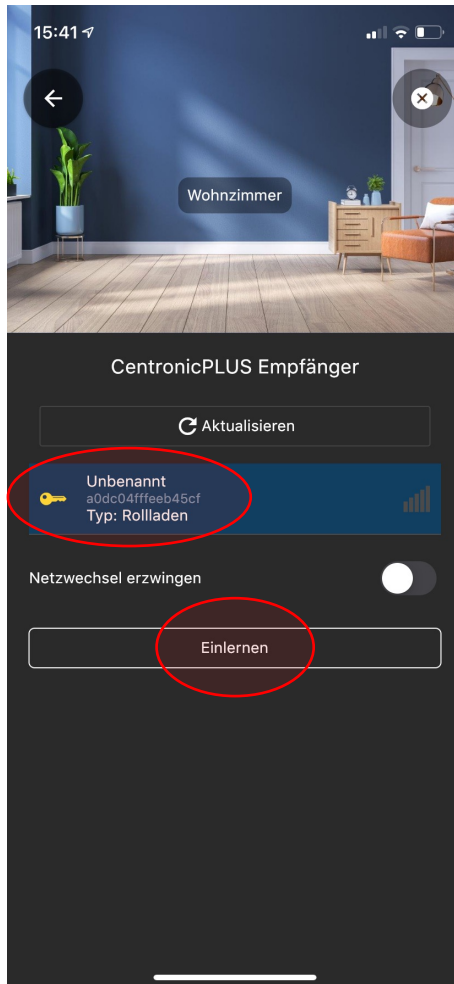 15:41
Wohnzimmer
CentronicPLUS Empfänger
Aktualisieren
Unbenannt
a0dc04fffeeb45cf
Typ: Rollladen
Netzwechsel erzwingen
Einlernen